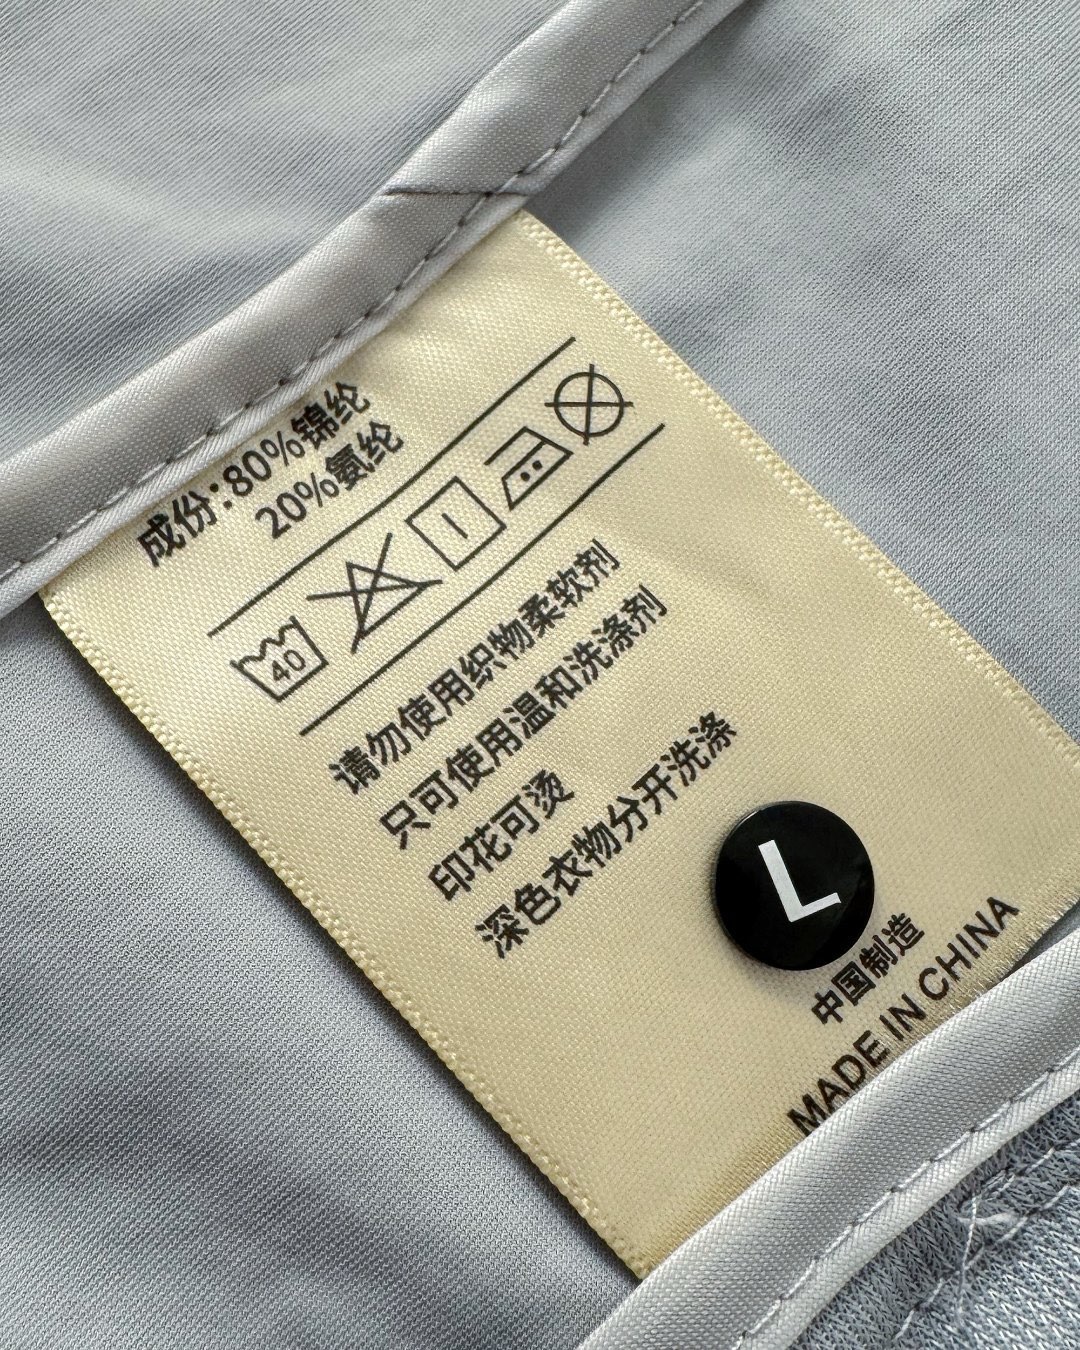 成份:80%锦纶
20%氨纶
40
请勿使用织物柔软剂
只可使用温和洗涤剂
印花可烫
深色衣物分开洗涤
L
中国制造
MADE IN CHINA